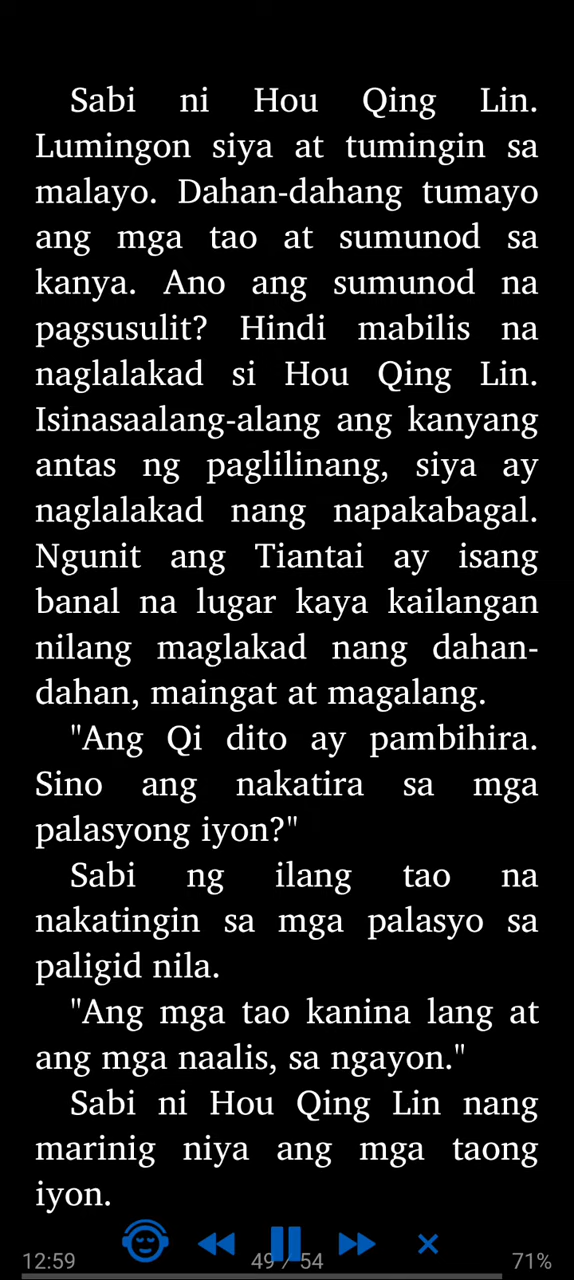 Sabi ni Hou Qing Lin.
Lumingon siya at tumingin sa
malayo. Dahan-dahang tumayo
ang mga tao at sumunod sa
kanya. Ano ang sumunod na
pagsusulit? Hindi mabilis na
naglalakad si Hou Qing Lin.
Isinasaalang-alang ang kanyang
antas ng paglilinang, siya ay
naglalakad nang napakabagal.
Ngunit ang Tiantai ay isang
banal na lugar kaya kailangan
nilang maglakad nang dahan-
dahan, maingat at magalang.
"Ang Qi dito ay pambihira.
Sino ang nakatira sa mga
palasyong iyon?"
Sabi ng ilang tao na
nakatingin sa mga palasyo sa
paligid nila.
"Ang mga tao kanina lang at
ang mga naalis, sa ngayon."
Sabi ni Hou Qing Lin nang
marinig niya ang mga taong
iyon.
12:59 49 / 54 71%